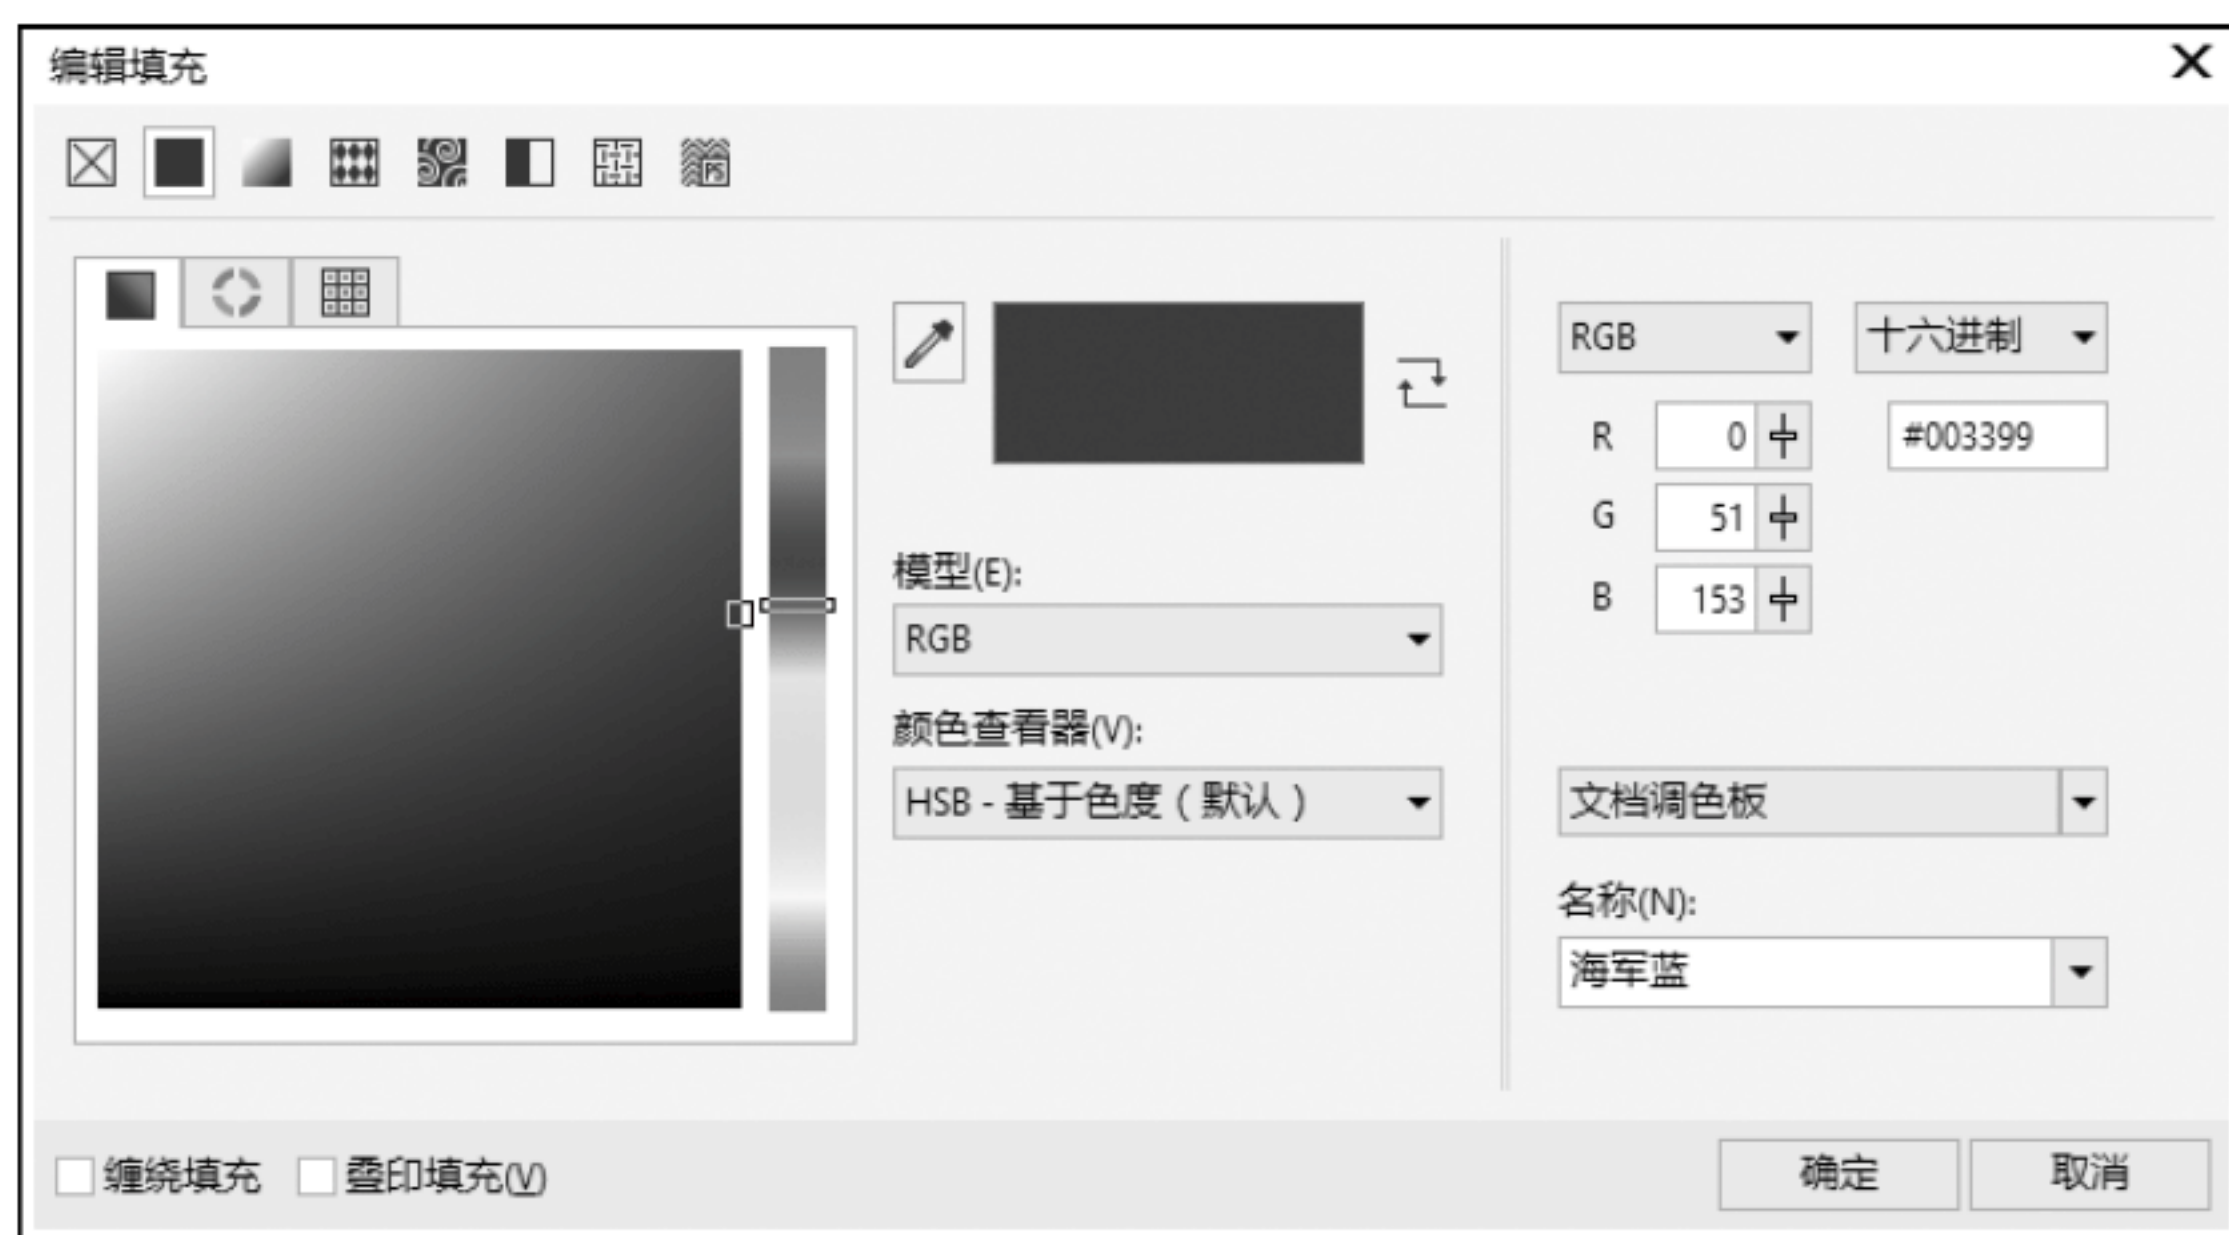 编辑填充
PS
RGB
十六进制
R
0
#003399
G
51
B
153
模型(E):
RGB
颜色查看器(V):
HSB - 基于色度（默认）
文档调色板
名称(N):
海军蓝
缠绕填充
叠印填充(V)
确定
取消